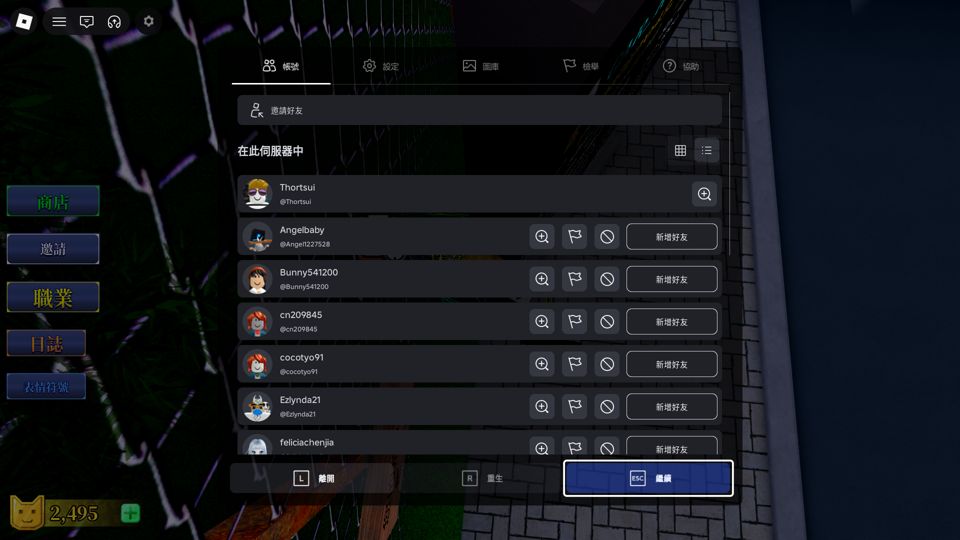 帳號
設定
圖庫
檢舉
協助
邀請好友
在此伺服器中
Thortsui
@Thortsui
Angelbaby
@Angel1227528
新增好友
Bunny541200
@Bunny541200
新增好友
cn209845
@cn209845
新增好友
cocotyo91
@cocotyo91
新增好友
Ezlynda21
@Ezlynda21
新增好友
feliciachenjia
新增好友
L 離開
R 重生
ESC 繼續
商店
邀請
職業
日誌
表情符號
2,495